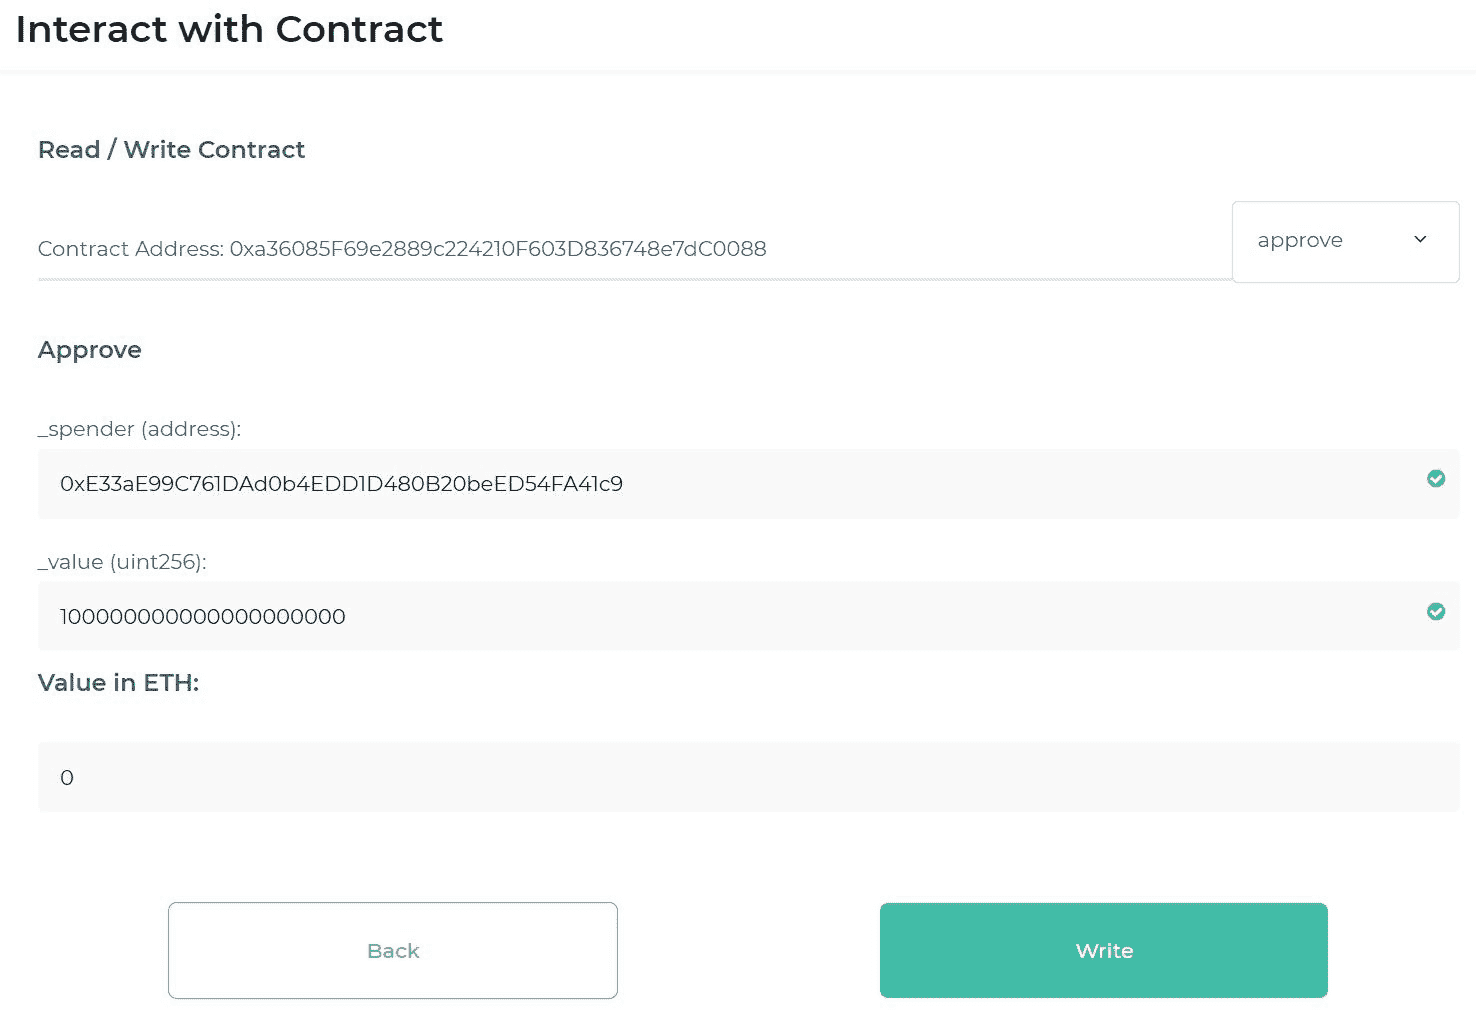 Interact with Contract
Read / Write Contract
Contract Address: 0xa36085F69e2889c224210F603D836748e7dC0088
approve
Approve
_spender (address):
0xE33aE99C761DAd0b4EDD1D480B20beED54FA41c9
_value (uint256):
100000000000000000000
Value in ETH:
0
Back
Write